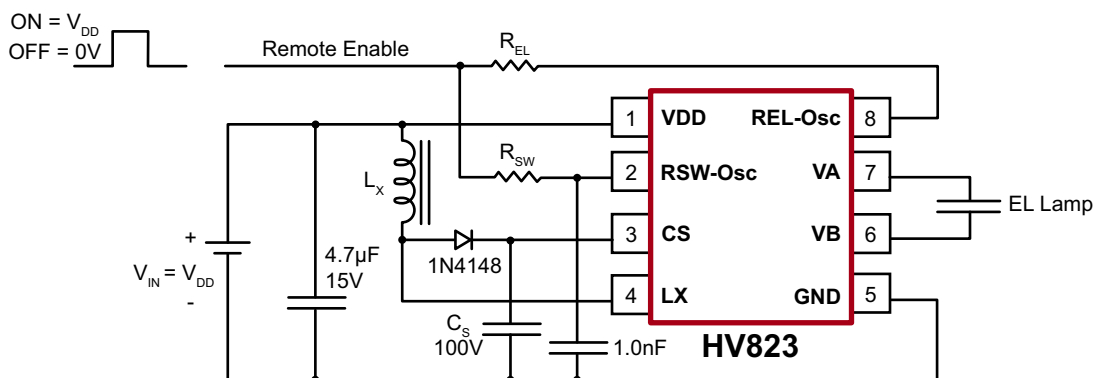 ON = VDD
OFF = 0V
Remote Enable
REL
1
VDD
REL-Osc
8
RSW
2
RSW-Osc
VA
7
LX
EL Lamp
3
CS
VB
6
+
VIN = VDD
-
4.7µF
15V
1N4148
4
LX
GND
5
CS
100V
1.0nF
HV823